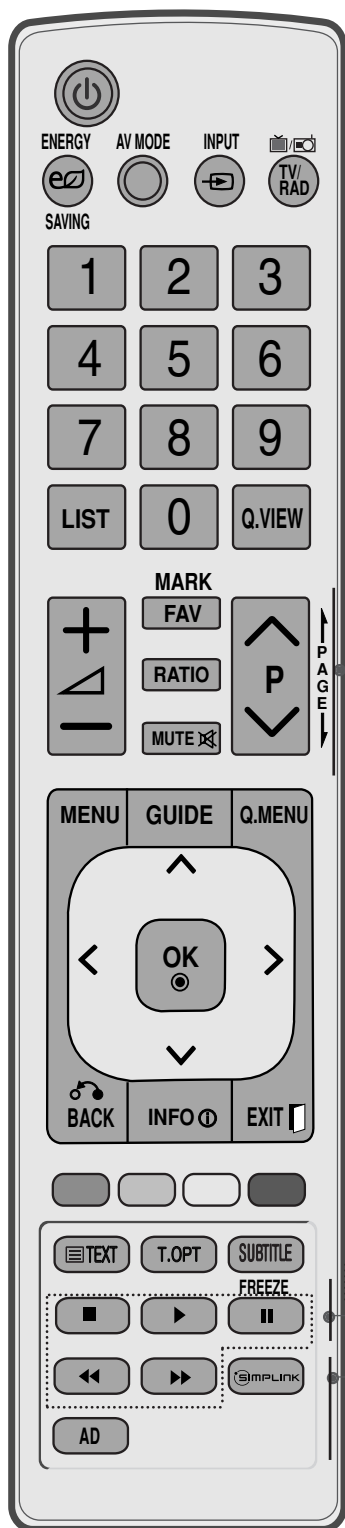 ENERGY AV MODE INPUT
TV/
RAD
SAVING
1 2 3
4 5 6
7 8 9
LIST 0 Q.VIEW
MARK
FAV
RATIO
P
PAGE
MUTE
MENU GUIDE Q.MENU
OK
BACK INFO EXIT
TEXT T.OPT SUBTITLE
FREEZE
SIMPLINK
AD